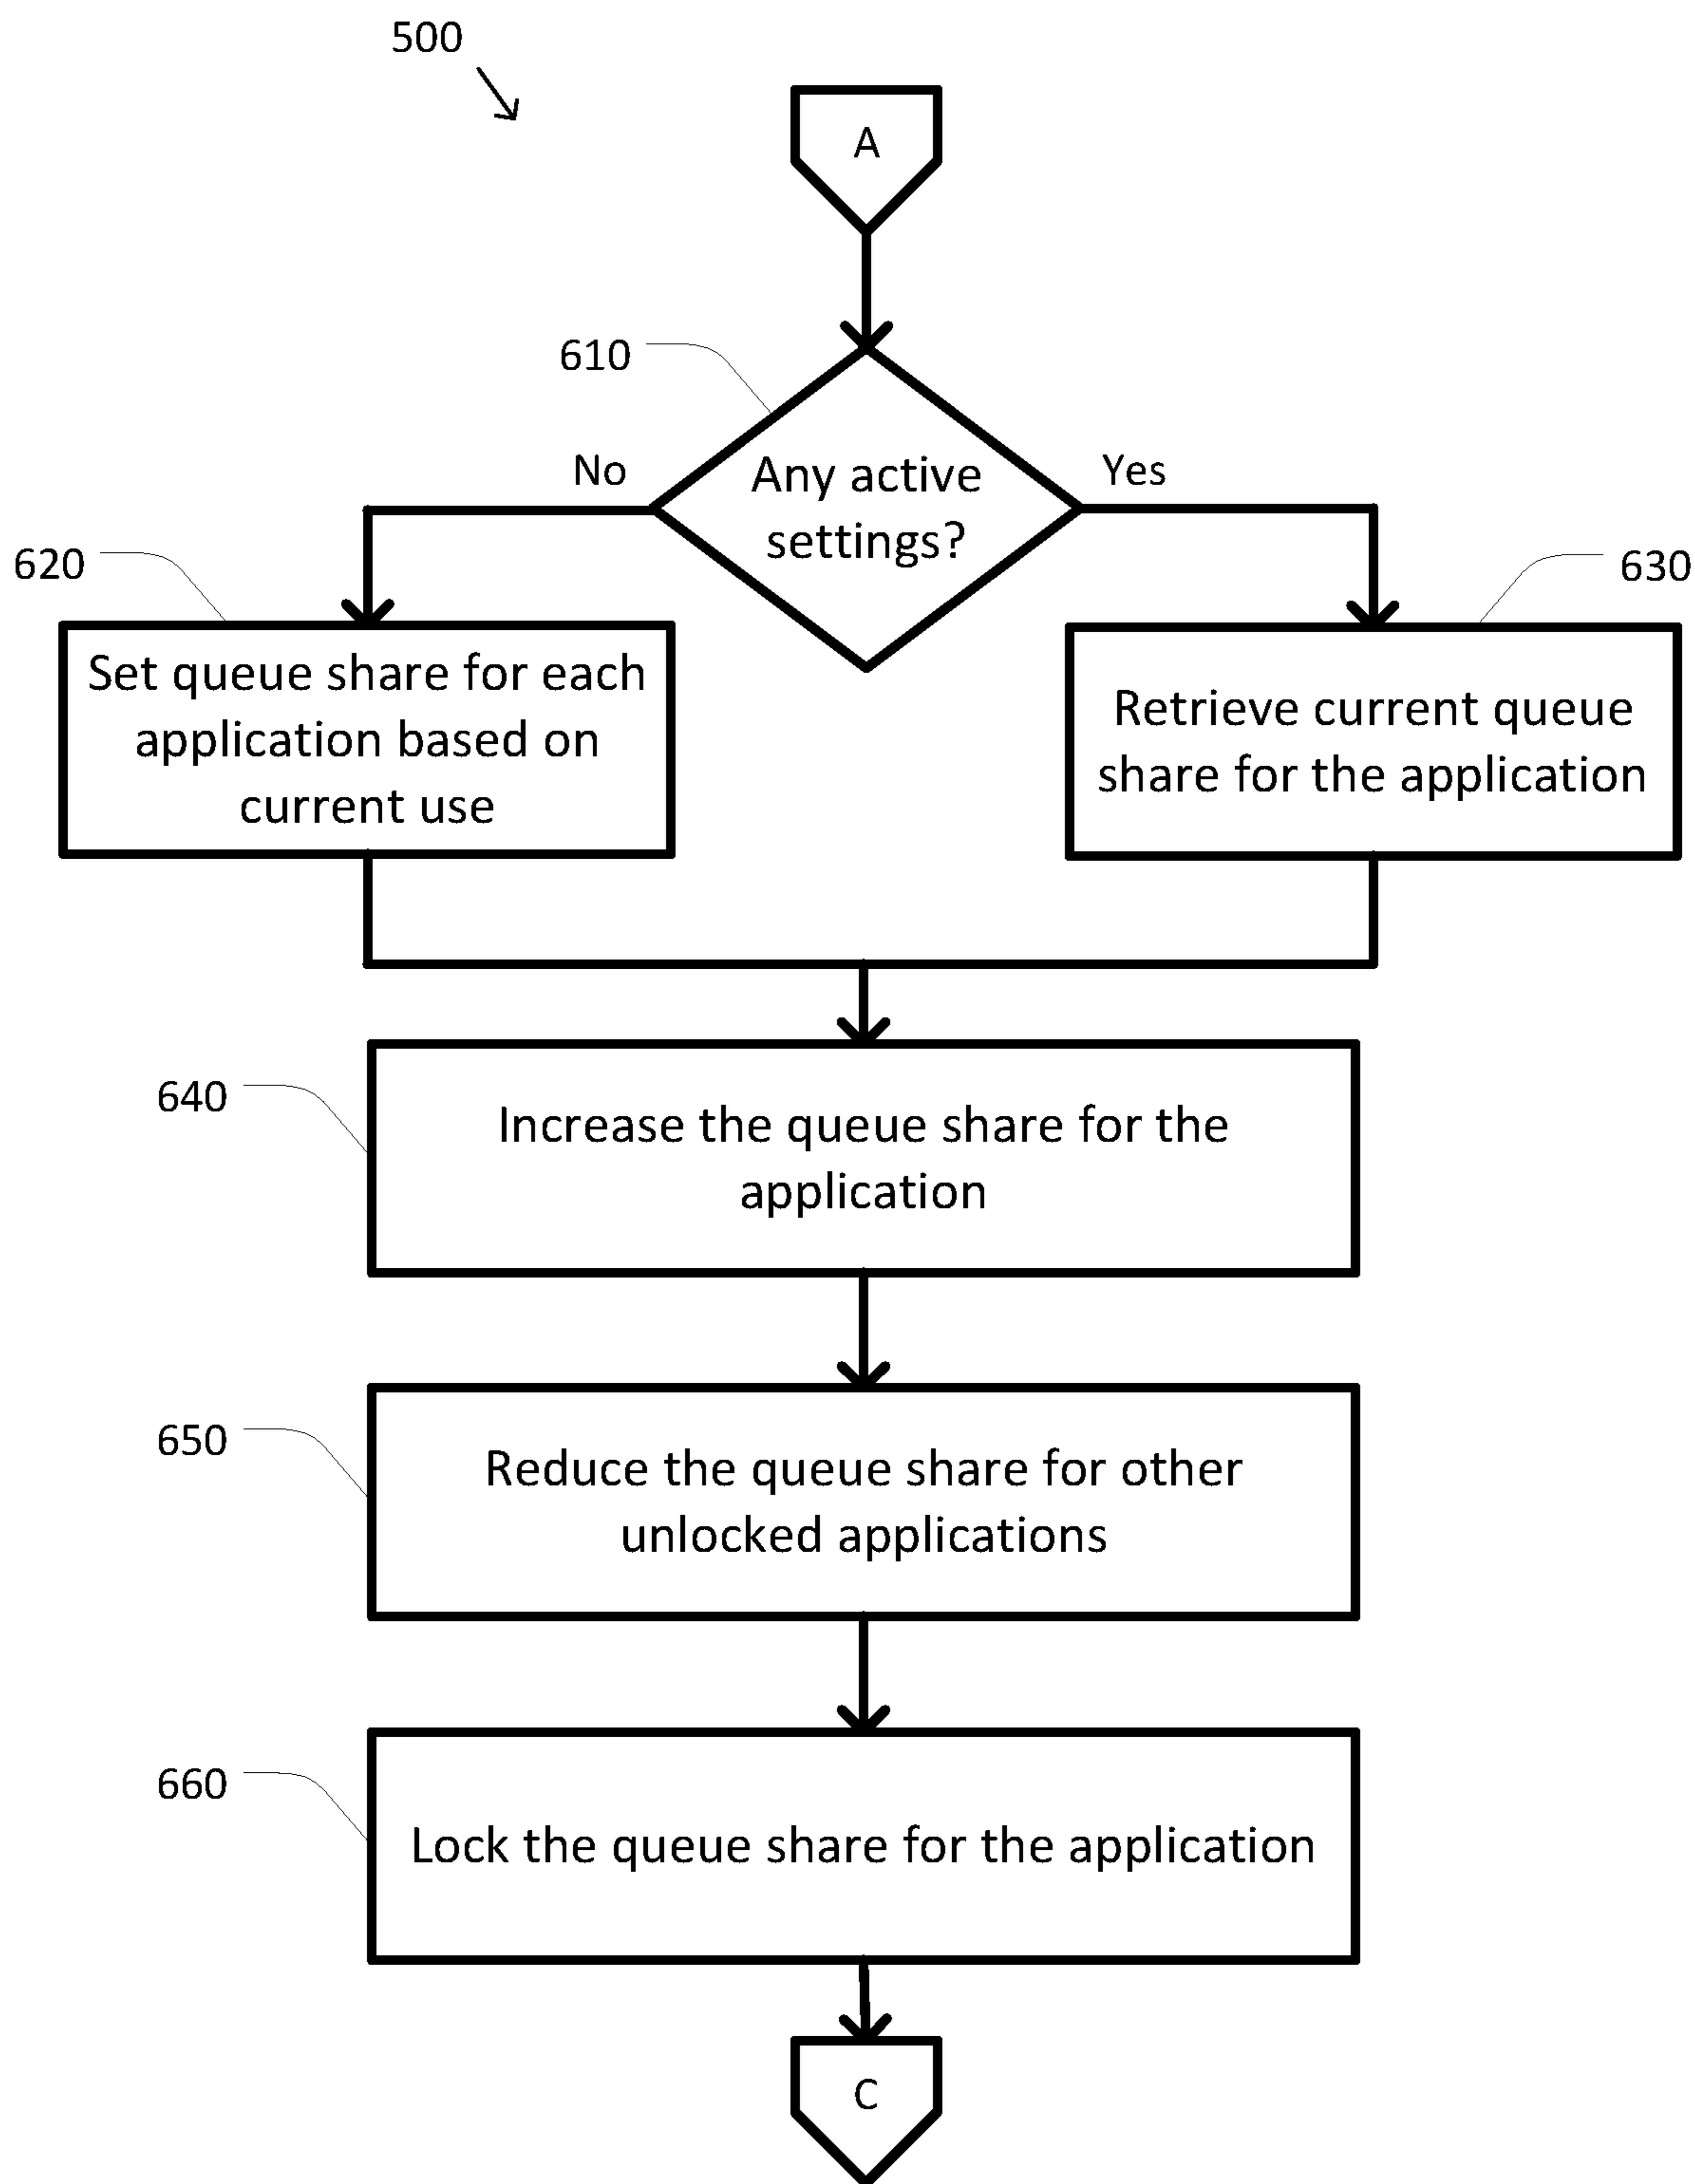 500
A
610
No
Any active
settings?
Yes
620
630
Set queue share for each
application based on
current use
Retrieve current queue
share for the application
640
Increase the queue share for the
application
650
Reduce the queue share for other
unlocked applications
660
Lock the queue share for the application
C